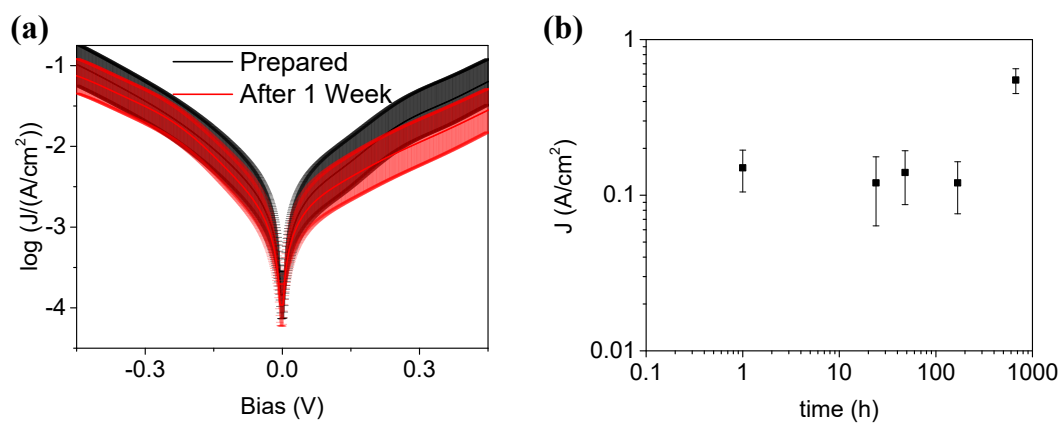 (a)
Prepared
After 1 Week
-1
-2
-3
-4
log (J/(A/cm²))
-0.3
0.0
0.3
Bias (V)
(b)
1
0.1
0.01
J (A/cm²)
0.1
1
10
100
1000
time (h)